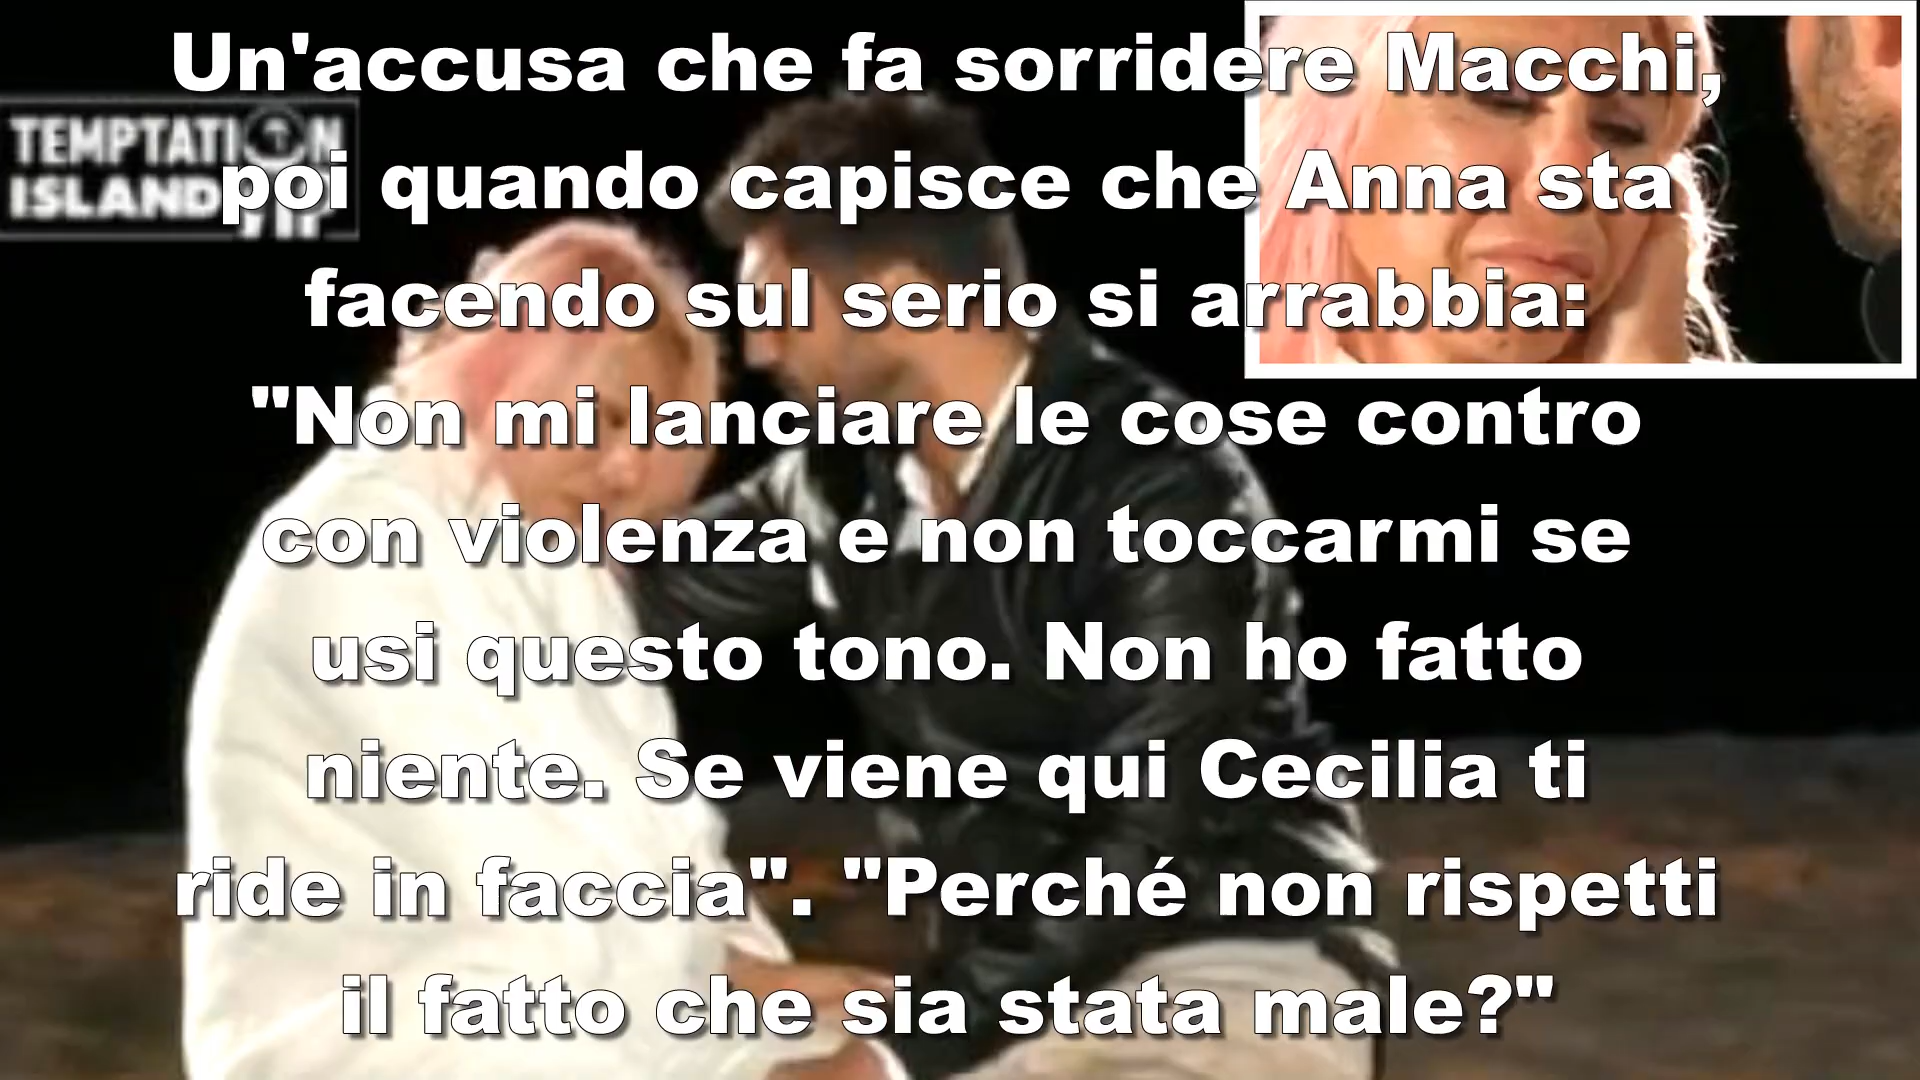 Un'accusa che fa sorridere Macchi,
TEMPTATION
ISLAND VIP
poi quando capisce che Anna sta
facendo sul serio si arrabbia:
"Non mi lanciare le cose contro
con violenza e non toccarmi se
usi questo tono. Non ho fatto
niente. Se viene qui Cecilia ti
ride in faccia". "Perché non rispetti
il fatto che sia stata male?"